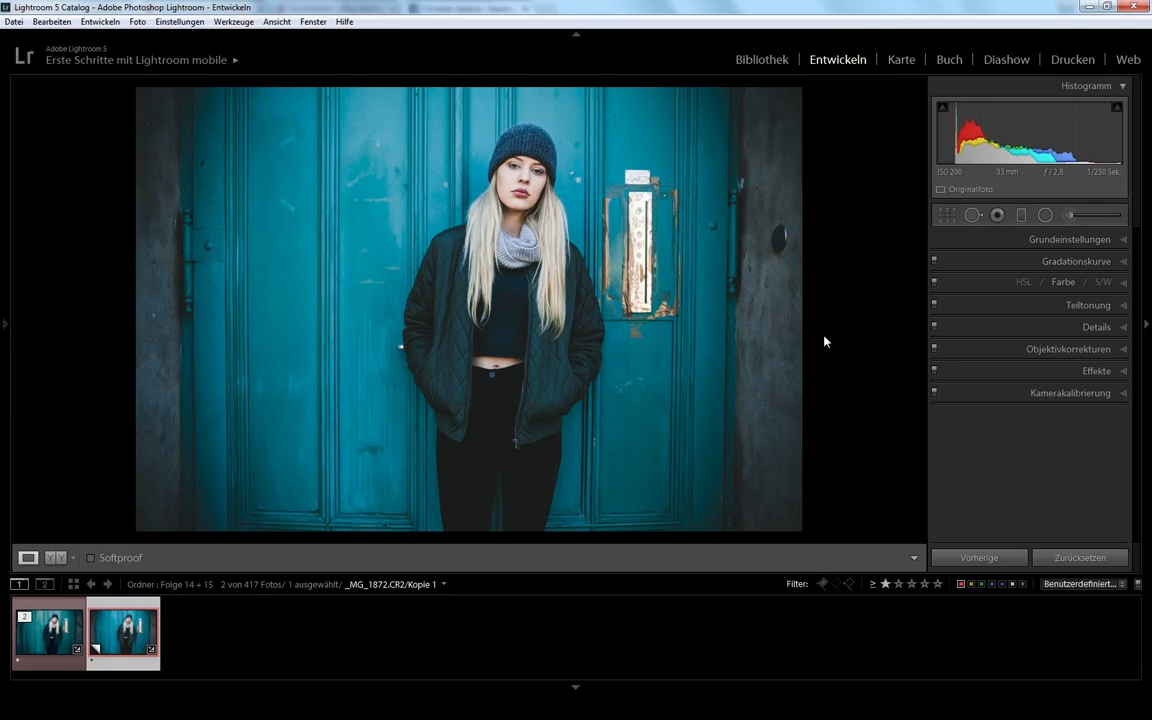 Lightroom 5 Catalog - Adobe Photoshop Lightroom - Entwickeln
Datei Bearbeiten Entwickeln Foto Einstellungen Werkzeuge Ansicht Fenster Hilfe
Lr
Adobe Lightroom 5
Erste Schritte mit Lightroom mobile
Bibliothek | Entwickeln | Karte | Buch | Diashow | Drucken | Web
Histogramm
ISO 200 33 mm ƒ / 2,8 1/250 Sek.
Originalfoto
Grundeinstellungen
Gradationskurve
HSL / Farbe / S/W
Teiltonung
Details
Objektivkorrekturen
Effekte
Kamerakalibrierung
Softproof
Vorherige Zurücksetzen
1 2 Ordner : Folge 14 + 15 2 von 417 Fotos/ 1 ausgewählt/ _MG_1872.CR2/Kopie 1 Filter: ≥ Benutzerdefiniert...
2